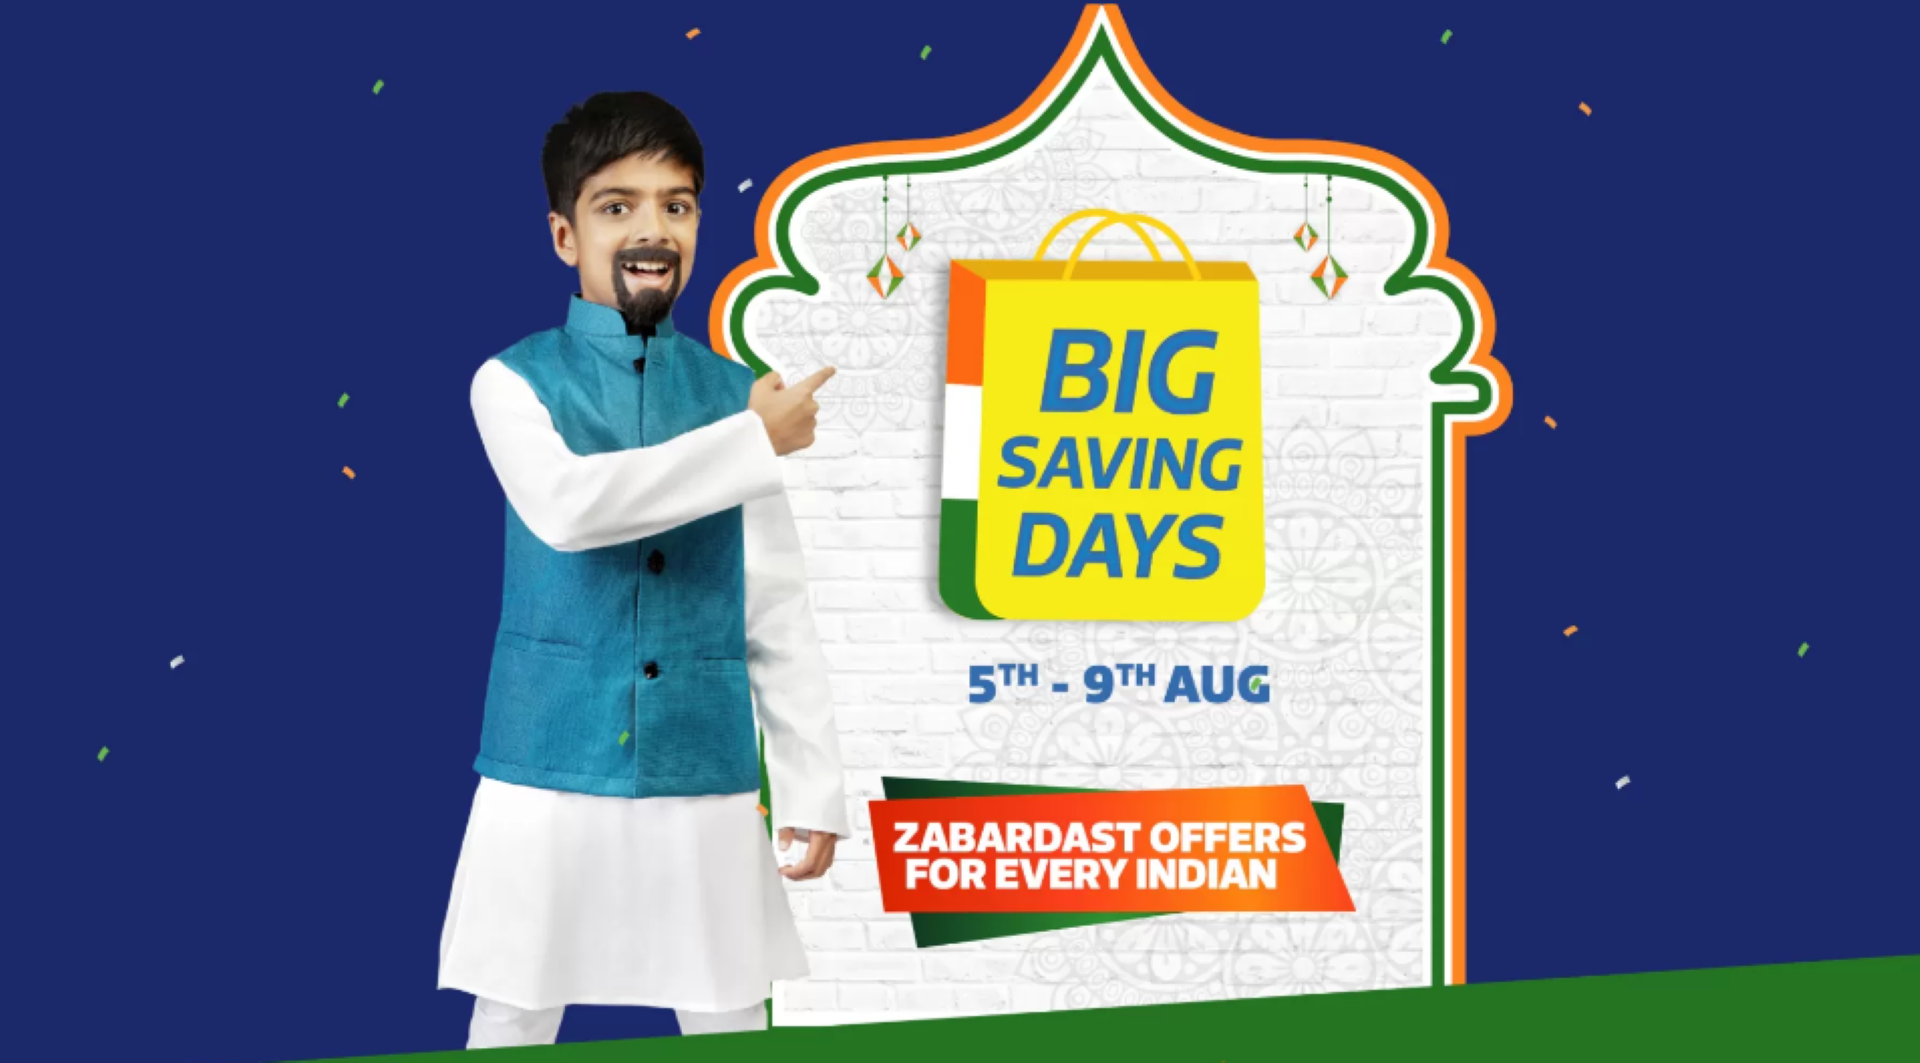 BIG
SAVING
DAYS
5TH - 9TH AUG
ZABARDAST OFFERS
FOR EVERY INDIAN